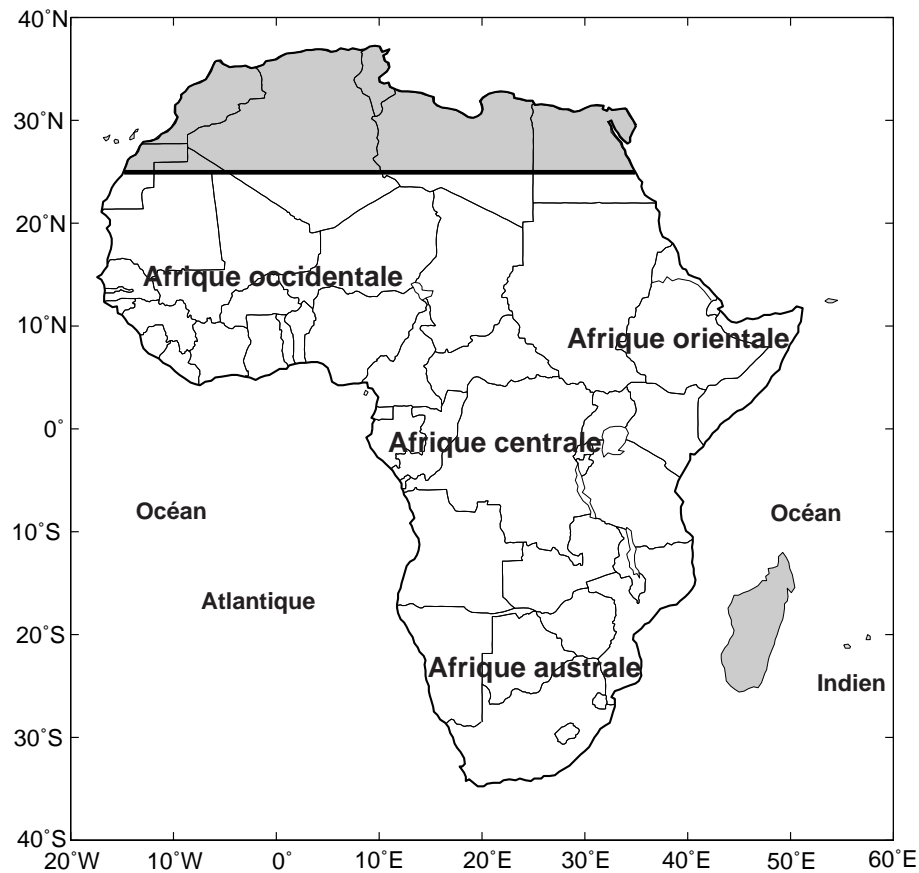 40˚N
30˚N
20˚N
Afrique occidentale
10˚N
Afrique orientale
0˚
Afrique centrale
Océan
Océan
10˚S
Atlantique
20˚S
Afrique australe
Indien
30˚S
40˚S
20˚W 10˚W 0˚ 10˚E 20˚E 30˚E 40˚E 50˚E 60˚E